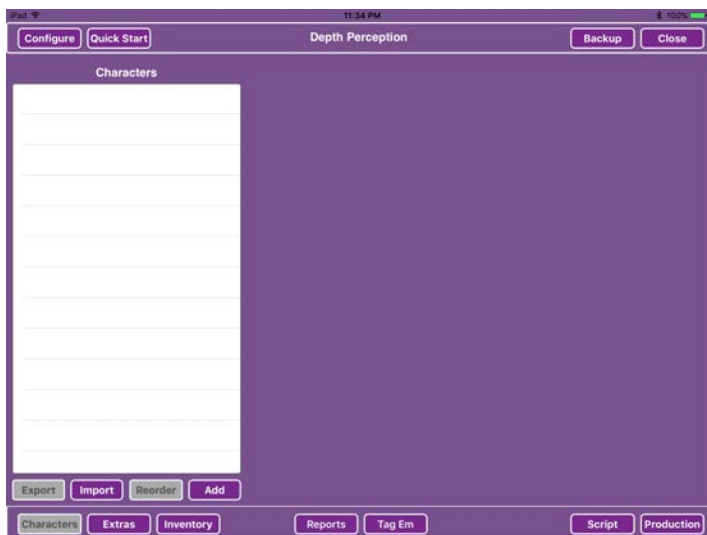 iPad 11:34 PM 100%
Configure Quick Start Depth Perception Backup Close
Characters
Export Import Reorder Add
Characters Extras Inventory Reports Tag Em Script Production